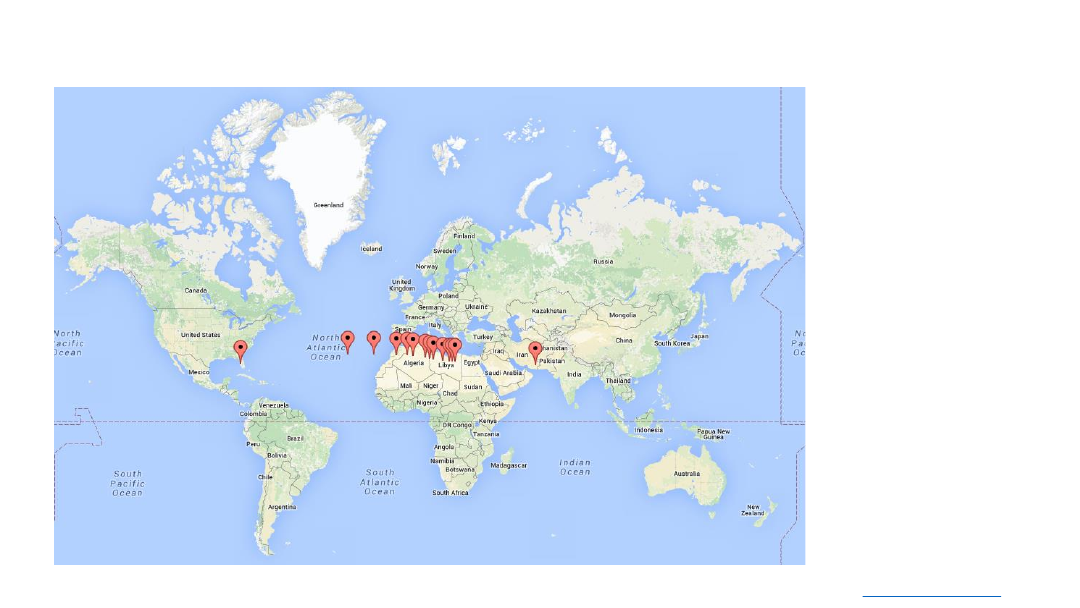 Greenland
Iceland
Finland
Sweden
Norway
Russia
Canada
United
Kingdom
Poland
Germany
Ukraine
France
Kazakhstan
Mongolia
Italy
Spain
North
Pacific
Ocean
United States
North
Atlantic
Ocean
Turkey
China
Japan
South Korea
Iraq
Iran
hanistan
Pakistan
Algeria
Libya
Egypt
Saudi Arabia
India
Mexico
Mali
Niger
Chad
Sudan
Thailand
Venezuela
Nigeria
Ethiopia
Colombia
DR Congo
Kenya
Tanzania
Indonesia
Papua New
Guinea
Peru
Brazil
Bolivia
Angola
Namibia
Botswana
Madagascar
Indian
Ocean
South
Pacific
Ocean
South
Atlantic
Ocean
Chile
Australia
South Africa
Argentina
New
Zealand